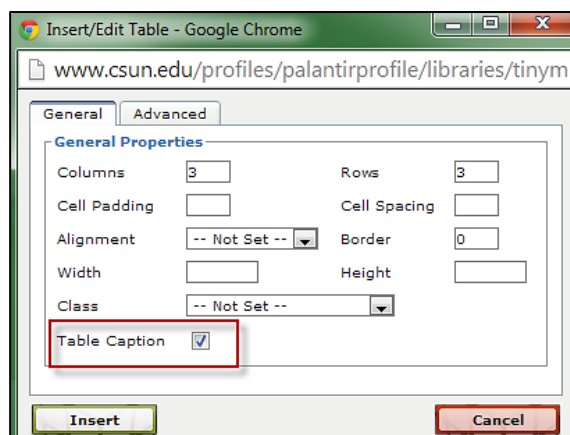 Insert/Edit Table - Google Chrome
www.csun.edu/profiles/palantirprofile/libraries/tinym
General Advanced
General Properties
Columns 3 Rows 3
Cell Padding Cell Spacing
Alignment -- Not Set -- Border 0
Width Height
Class -- Not Set --
Table Caption
Insert Cancel